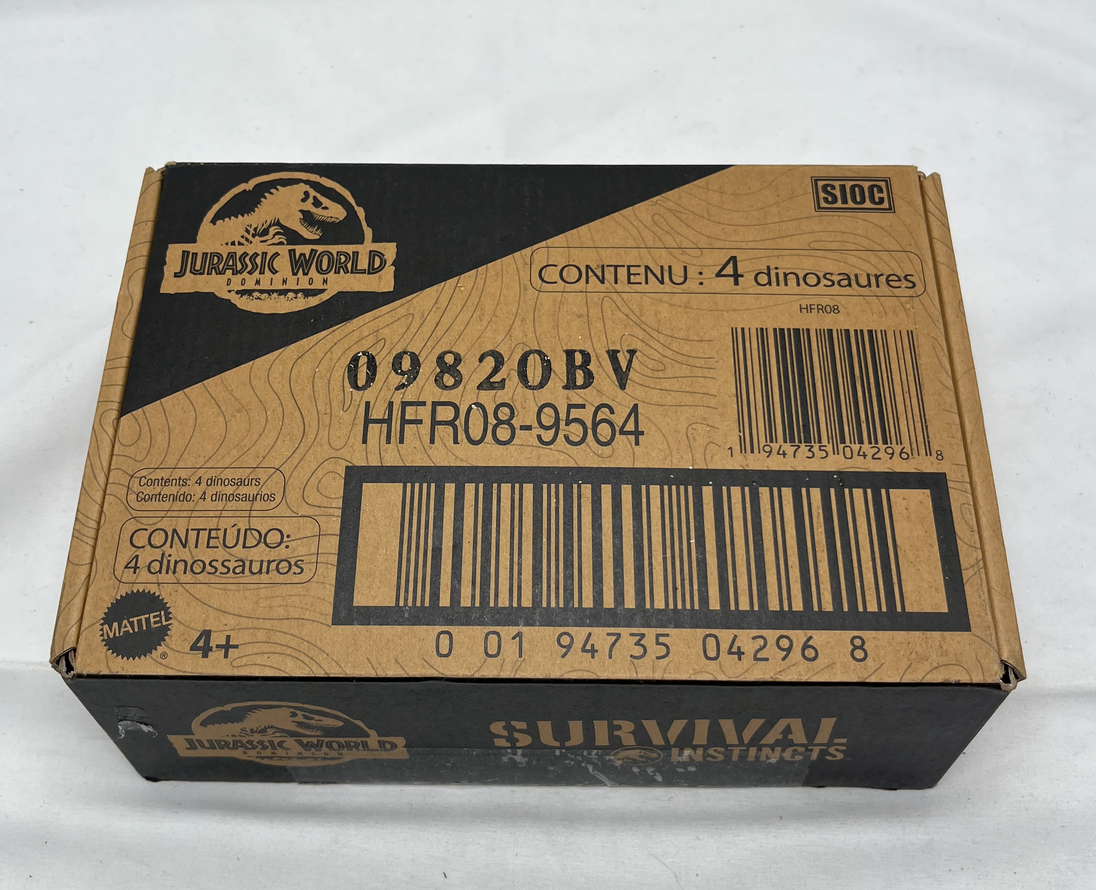 JURASSIC WORLD
DOMINION
SIOC
CONTENU : 4 dinosaures
HFR08
1 94735 04296 8
09820BV
HFR08-9564
Contents: 4 dinosaurs
Contenido: 4 dinosaurios
CONTEÚDO:
4 dinossauros
MATTEL ®
4+
0 01 94735 04296 8
JURASSIC WORLD
DOMINION
SURVIVAL
INSTINCTS